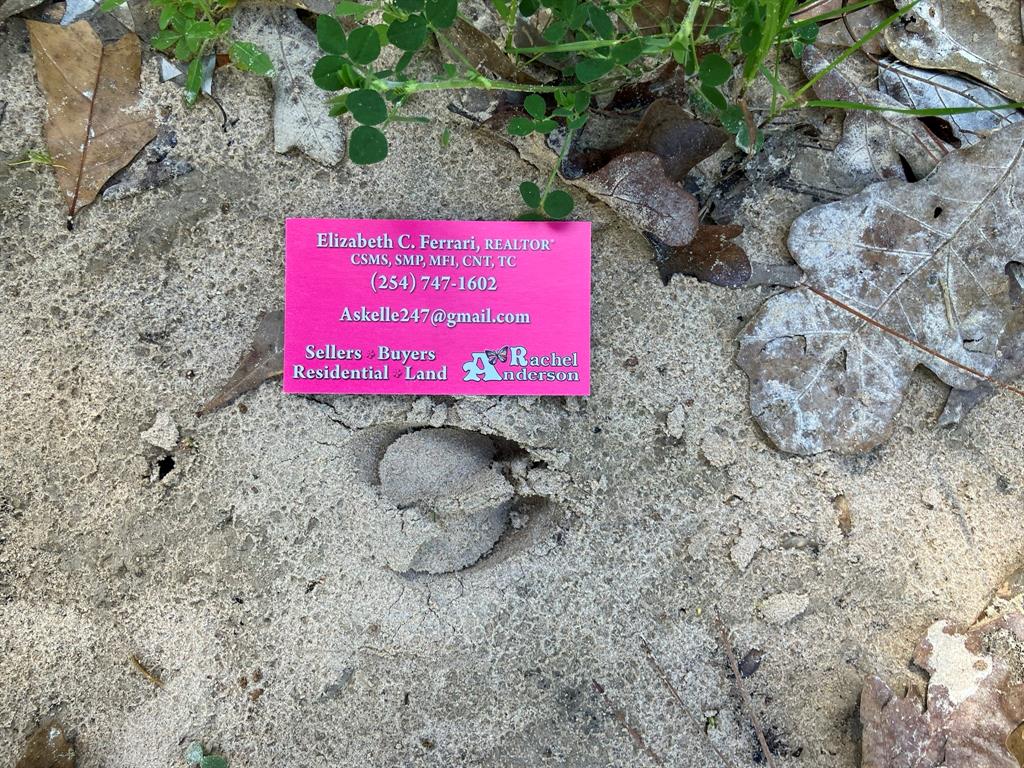 Elizabeth C. Ferrari, REALTOR®
CSMS, SMP, MFI, CNT, TC
(254) 747-1602
Askelle247@gmail.com
Sellers Buyers
Residential Land
Rachel
Anderson